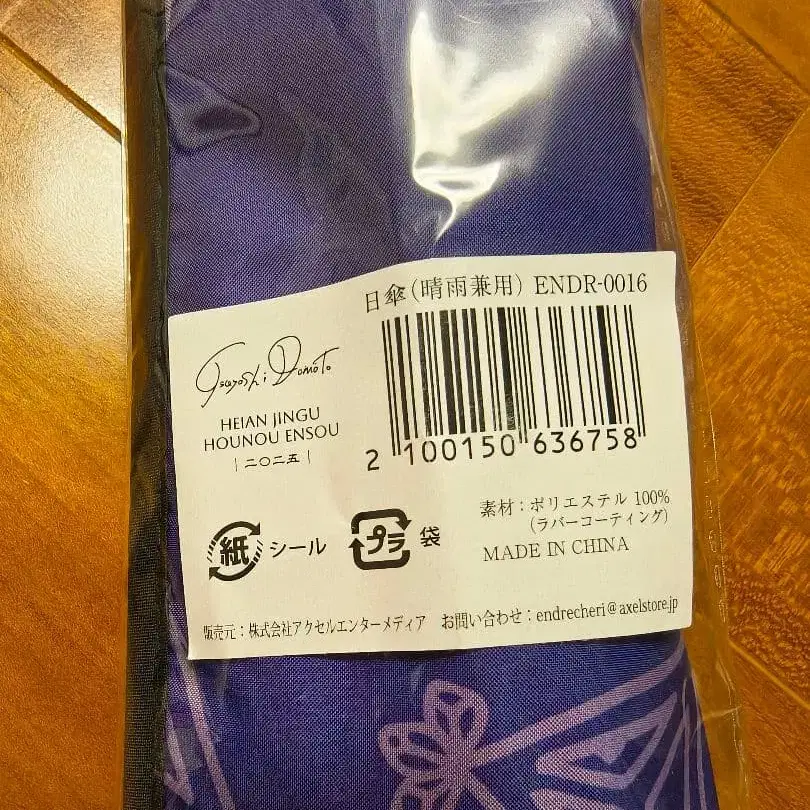 日傘(晴雨兼用) ENDR-0016
Tsuyoshi Domoto
HEIAN JINGU
HOUNOU ENSOU
|二〇二五|
2 100150 636758
素材：ポリエステル 100%
(ラバーコーティング)
MADE IN CHINA
紙 シール
プラ 袋
販売元：株式会社アクセルエンターメディア お問い合わせ：endrecheri@axelstore.jp